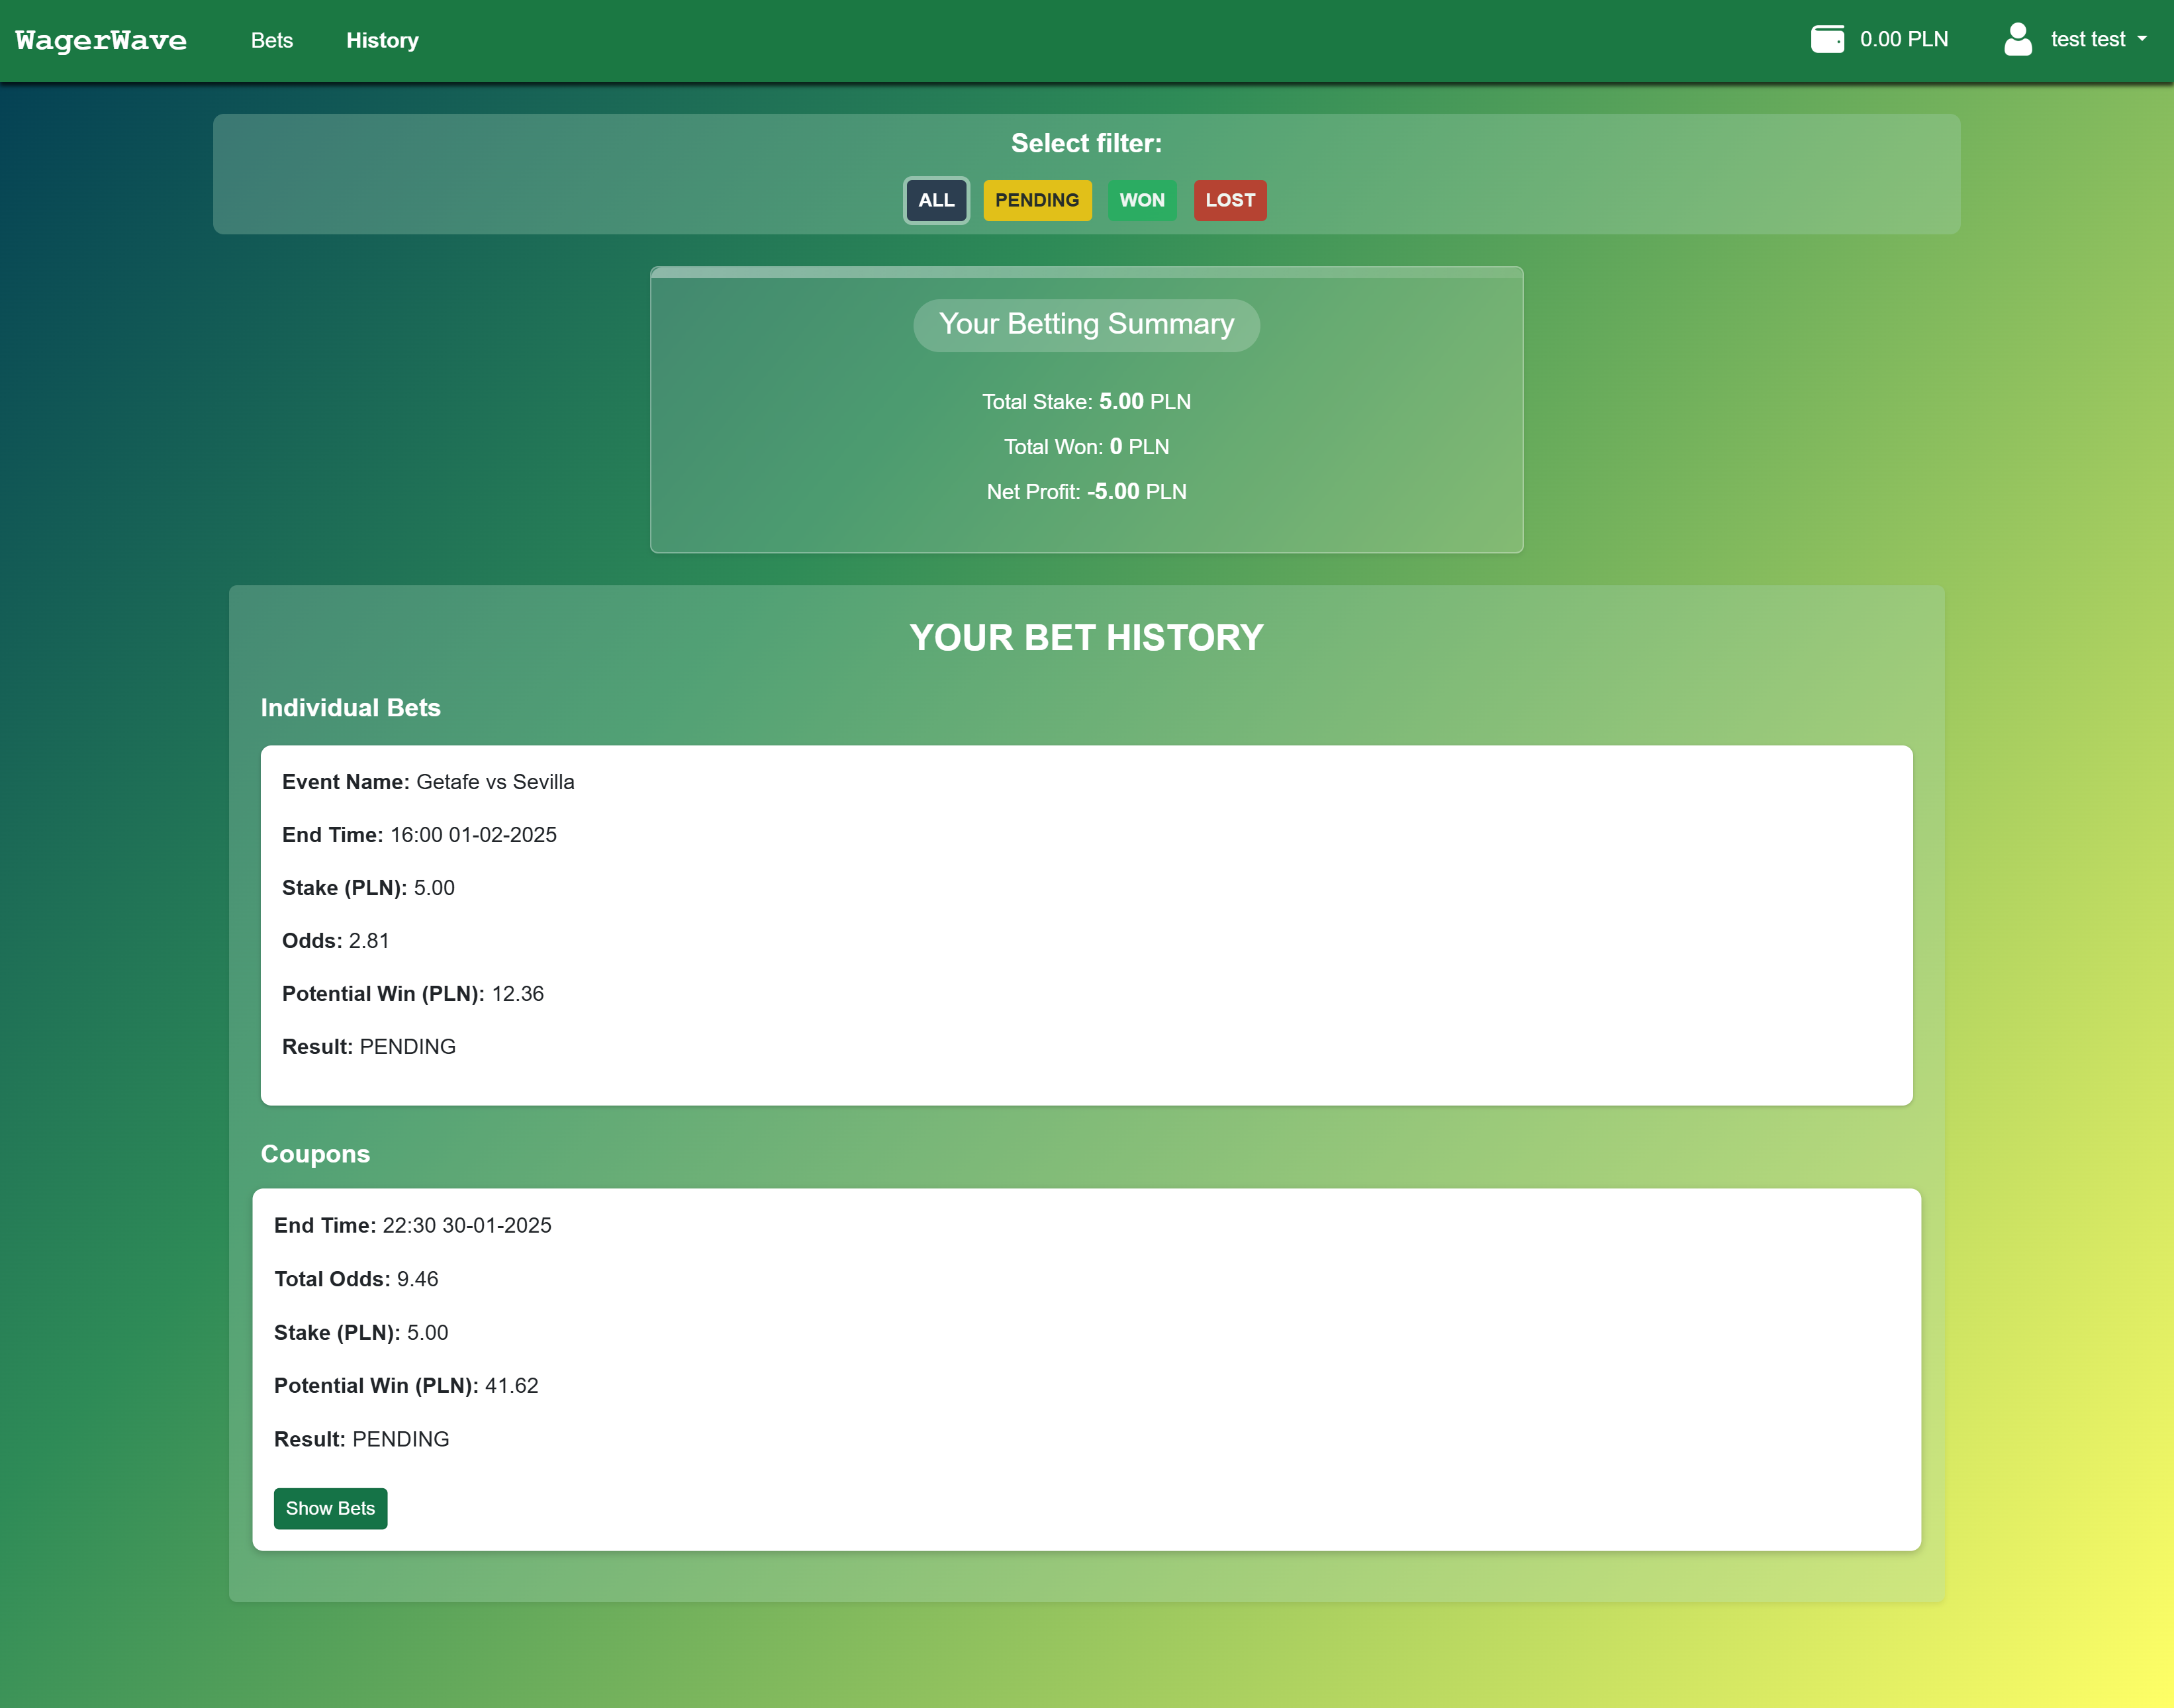 WagerWave Bets History 0.00 PLN test test
Select filter:
ALL PENDING WON LOST
Your Betting Summary
Total Stake: 5.00 PLN
Total Won: 0 PLN
Net Profit: -5.00 PLN
YOUR BET HISTORY
Individual Bets
Event Name: Getafe vs Sevilla
End Time: 16:00 01-02-2025
Stake (PLN): 5.00
Odds: 2.81
Potential Win (PLN): 12.36
Result: PENDING
Coupons
End Time: 22:30 30-01-2025
Total Odds: 9.46
Stake (PLN): 5.00
Potential Win (PLN): 41.62
Result: PENDING
Show Bets